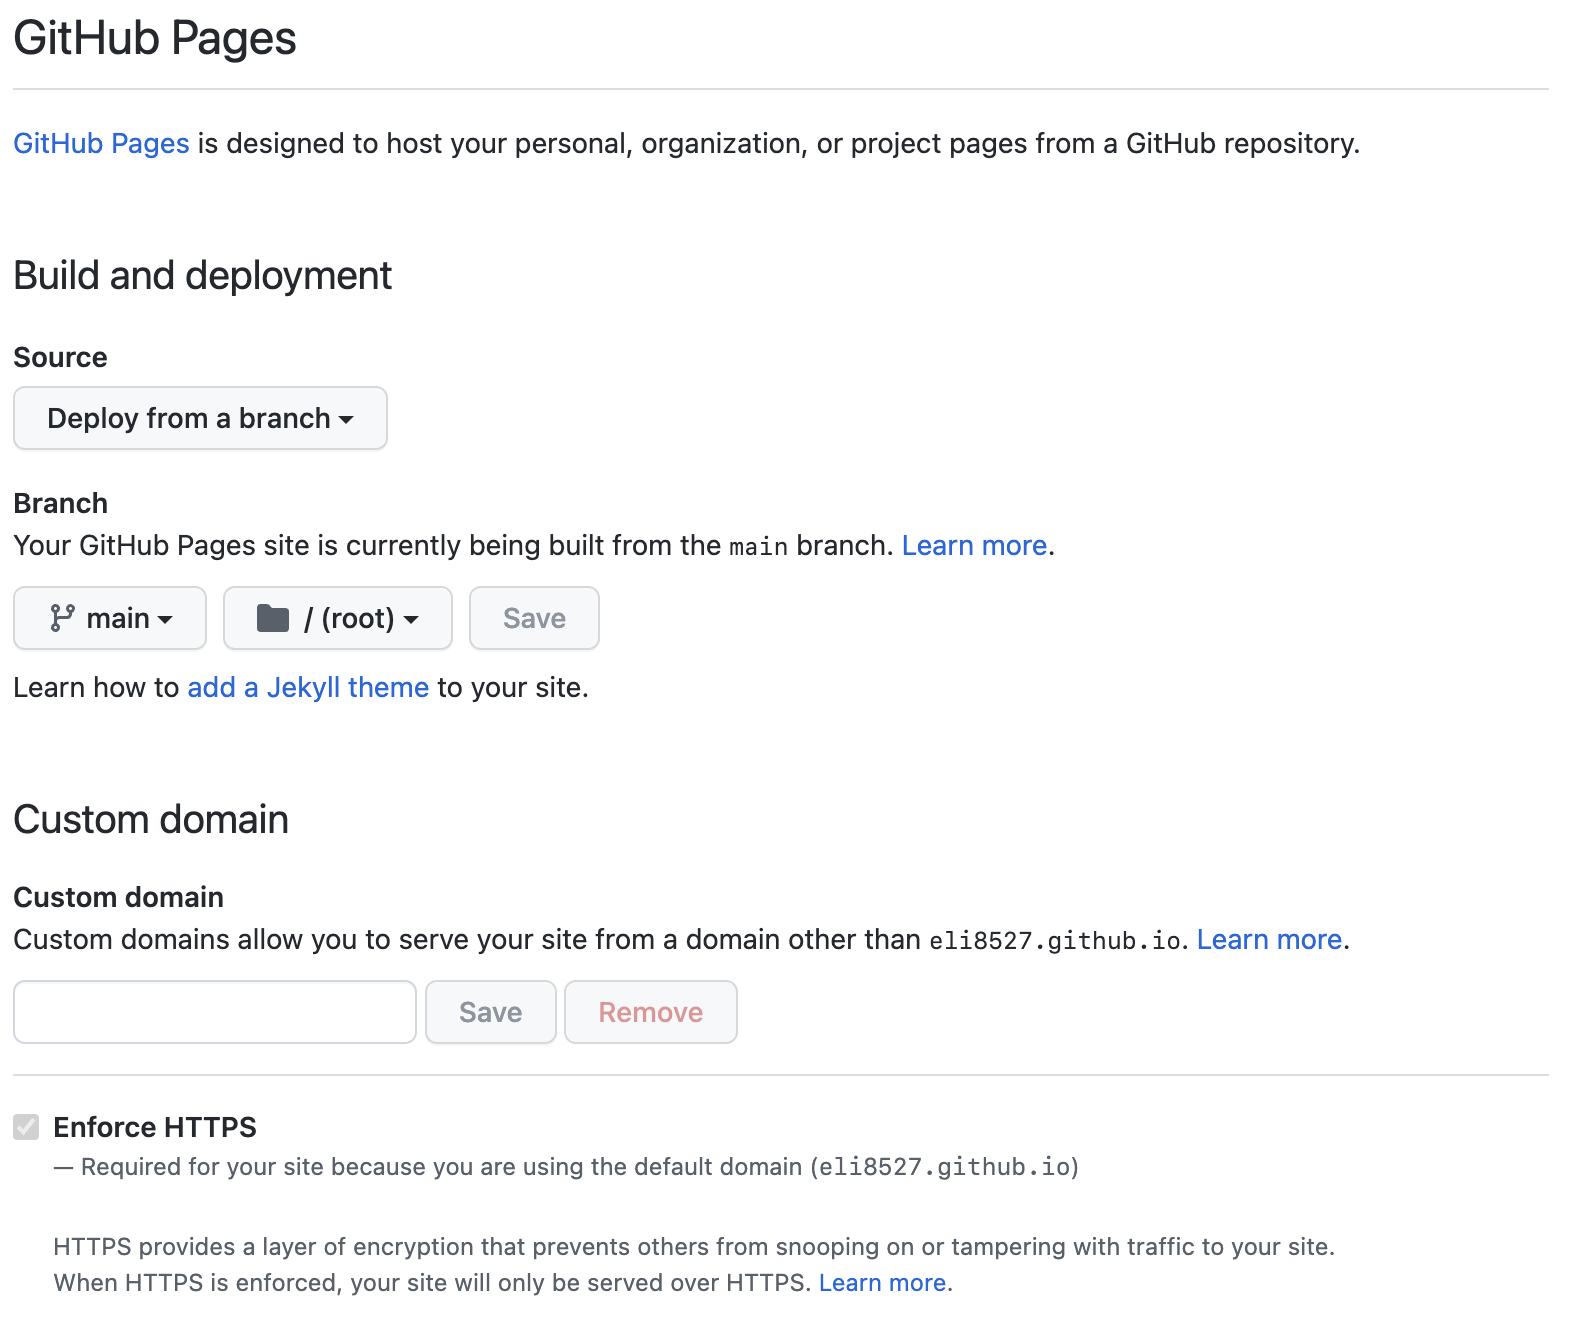 GitHub Pages
GitHub Pages is designed to host your personal, organization, or project pages from a GitHub repository.
Build and deployment
Source
Deploy from a branch
Branch
Your GitHub Pages site is currently being built from the main branch. Learn more.
main / (root) Save
Learn how to add a Jekyll theme to your site.
Custom domain
Custom domain
Custom domains allow you to serve your site from a domain other than eli8527.github.io. Learn more.
Save Remove
Enforce HTTPS
— Required for your site because you are using the default domain (eli8527.github.io)
HTTPS provides a layer of encryption that prevents others from snooping on or tampering with traffic to your site.
When HTTPS is enforced, your site will only be served over HTTPS. Learn more.